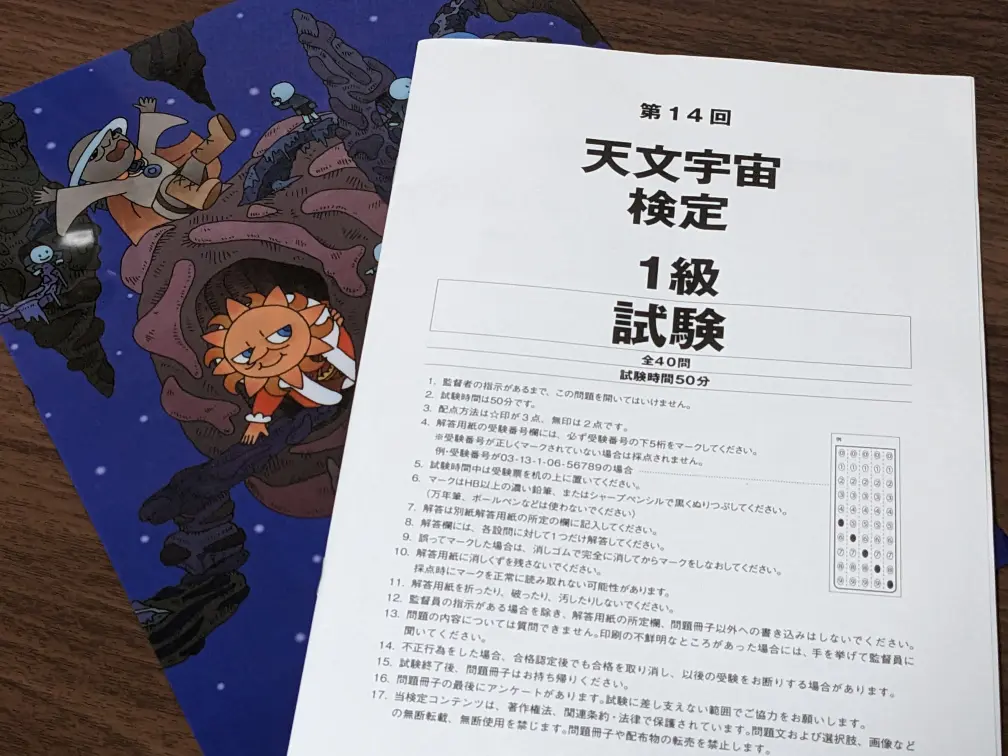 第14回
天文宇宙
検定
1級
試験
全40問
試験時間50分
1. 監督者の指示があるまで、この問題を開いてはいけません。
2. 試験時間は50分です。
3. 配点方法は☆印が3点、無印は2点です。
4. 解答用紙の受験番号欄には、必ず受験番号の下5桁をマークしてください。
※受験番号が正しくマークされていない場合は採点されません。
例・受験番号が03-13-1-06-56789の場合
5. 試験時間中は受験票を机の上に置いてください。
6. マークはHB以上の濃い鉛筆、またはシャープペンシルで黒くぬりつぶしてください。
(万年筆、ボールペンなどは使わないでください)
7. 解答は別紙解答用紙の所定の欄に記入してください。
8. 解答欄には、各設問に対して1つだけ解答してください。
9. 誤ってマークした場合は、消しゴムで完全に消してからマークをしなおしてください。
10. 解答用紙に消しくずを残さないでください。
採点時にマークを正常に読み取れない可能性があります。
11. 解答用紙を折ったり、破ったり、汚したりしないでください。
12. 監督員の指示がある場合を除き、解答用紙の所定欄、問題冊子以外への書き込みはしないでください。
13. 問題の内容については質問できません。印刷の不鮮明なところがあった場合には、手を挙げて監督員に
聞いてください。
14. 不正行為をした場合、合格認定後でも合格を取り消し、以後の受験をお断りする場合があります。
15. 試験終了後、問題冊子はお持ち帰りください。
16. 問題冊子の最後にアンケートがあります。試験に差し支えない範囲でご協力をお願いします。
17. 当検定コンテンツは、著作権法、関連条約・法律で保護されています。問題文および選択肢、画像など
の無断転載、無断使用を禁じます。問題冊子や配布物の転売を禁止します。